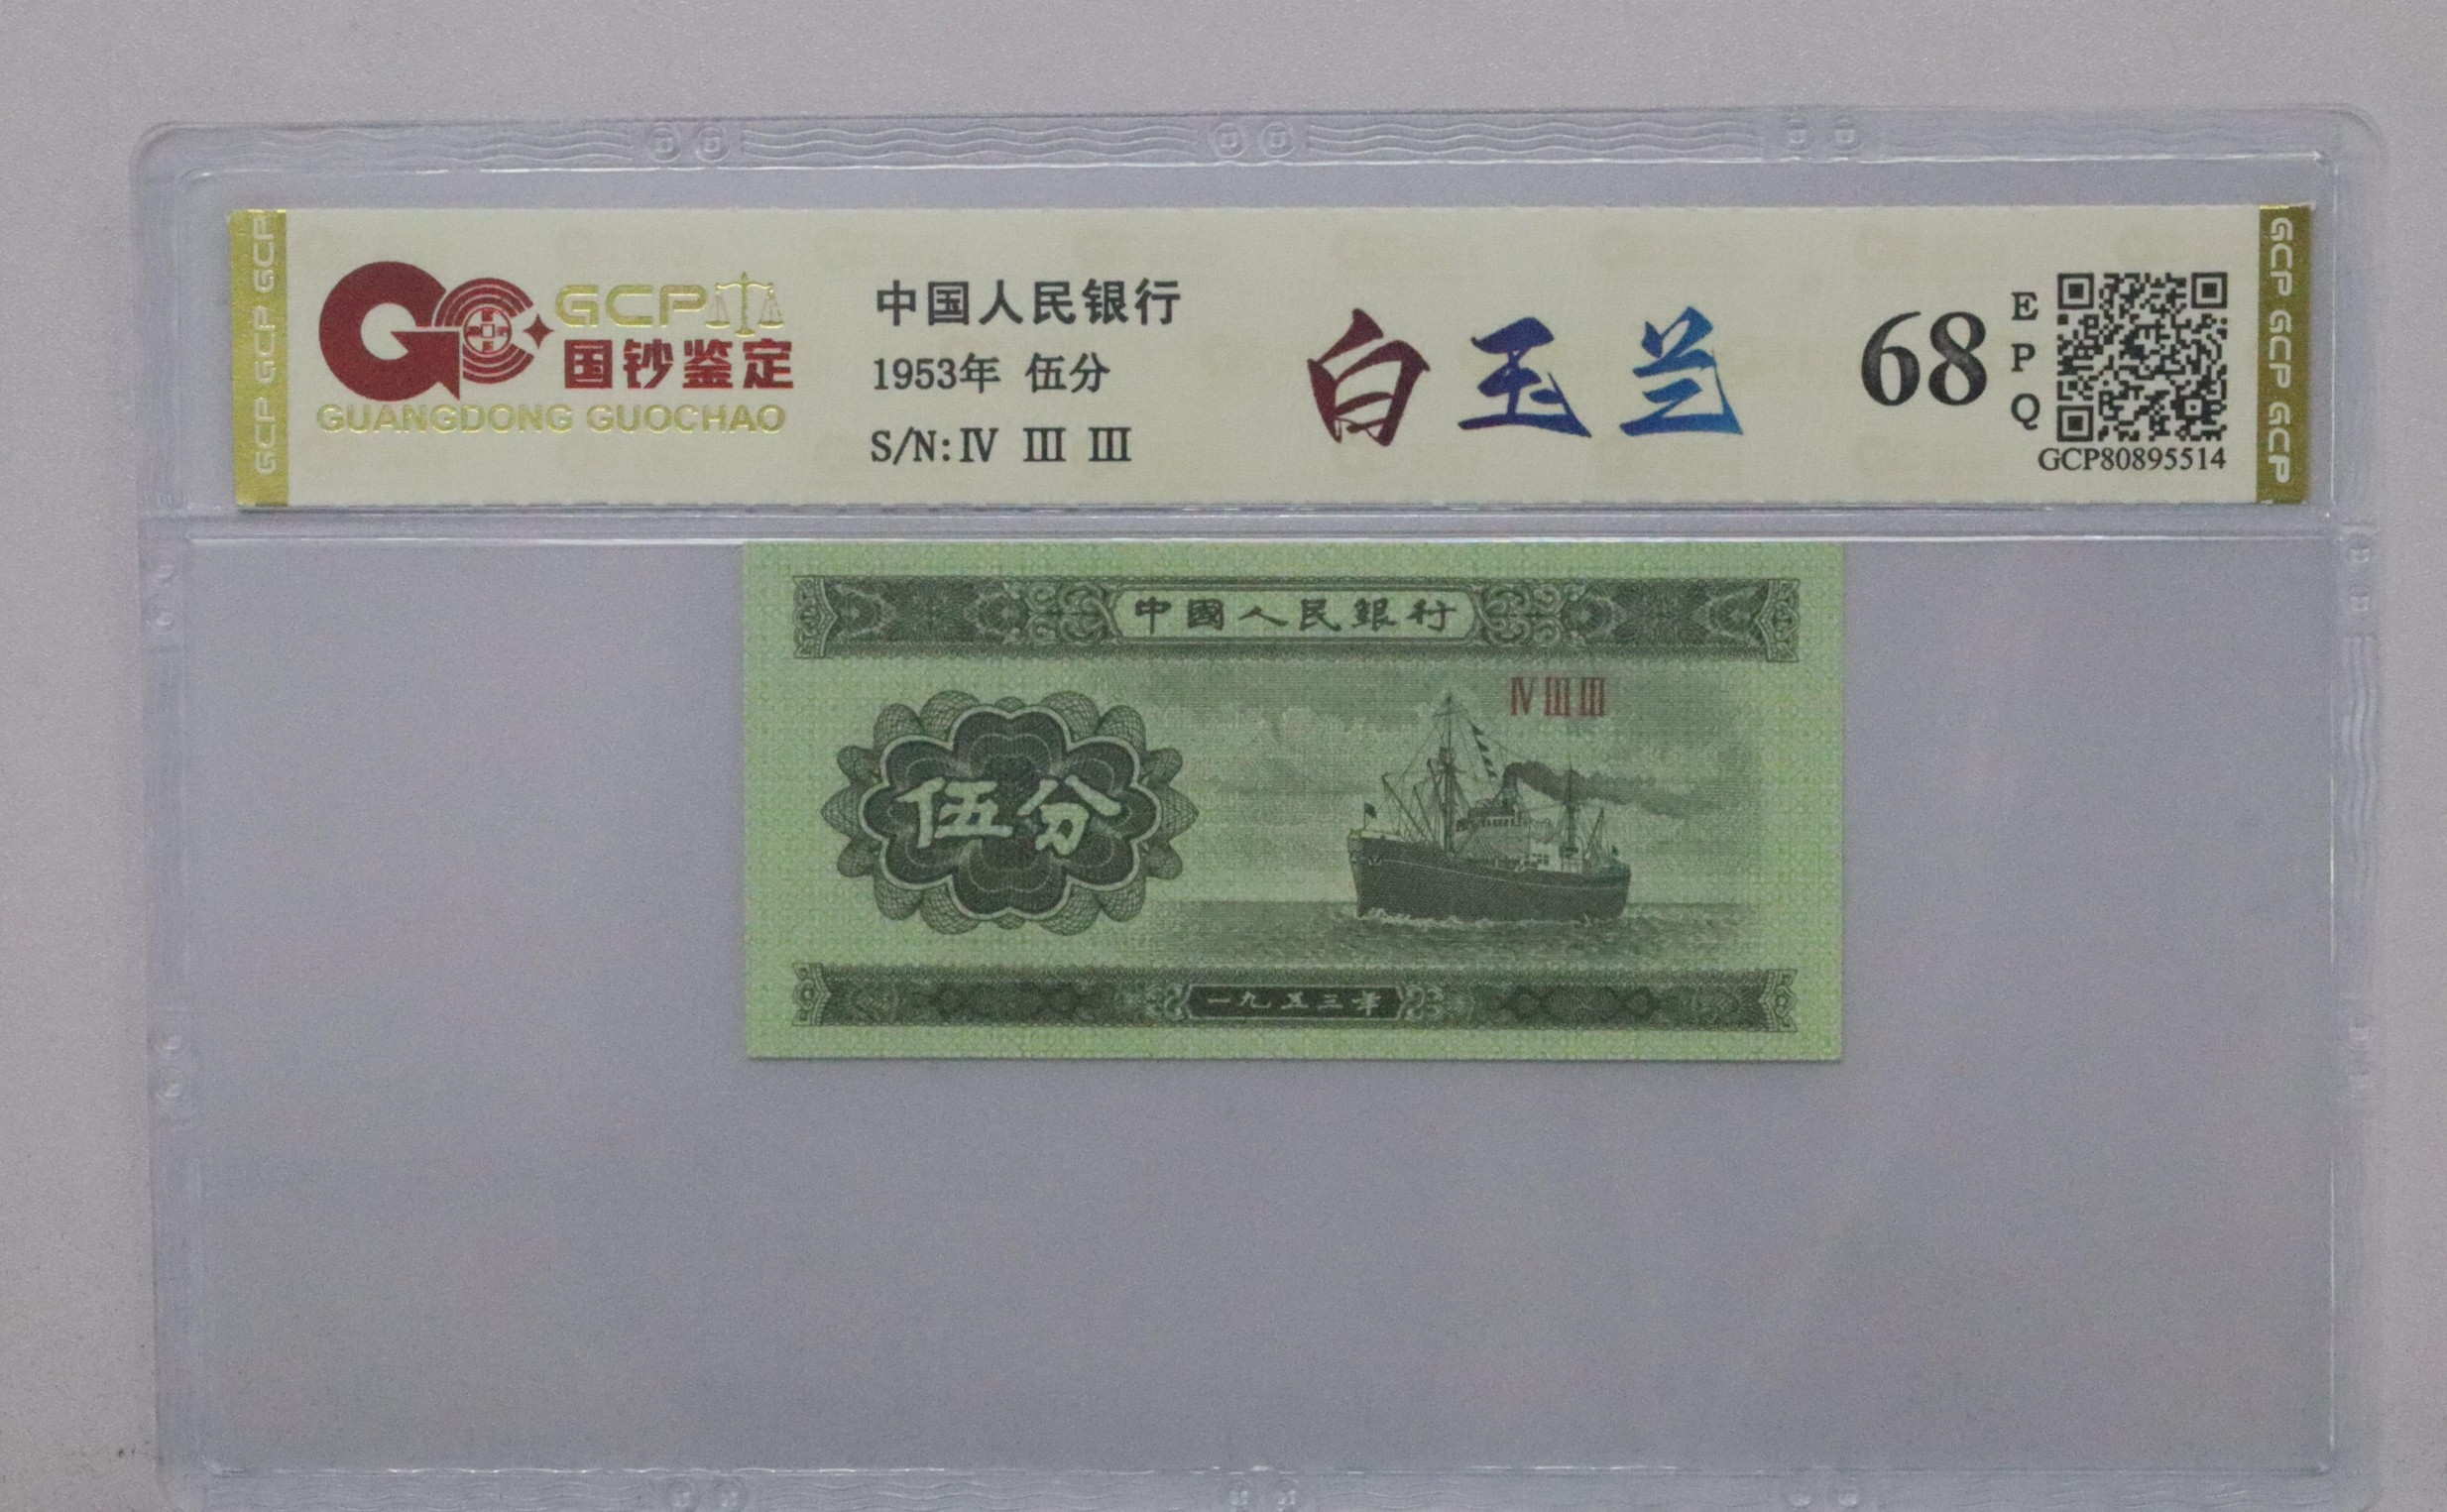 GCP GCP GCP
GCP
国钞鉴定
GUANGDONG GUOCHAO
中国人民银行
1953年 伍分
S/N: Ⅳ Ⅲ Ⅲ
白玉兰
68
E
P
Q
GCP80895514
GCP GCP GCP
中國人民銀行
Ⅳ Ⅲ Ⅲ
伍分
一九五三年